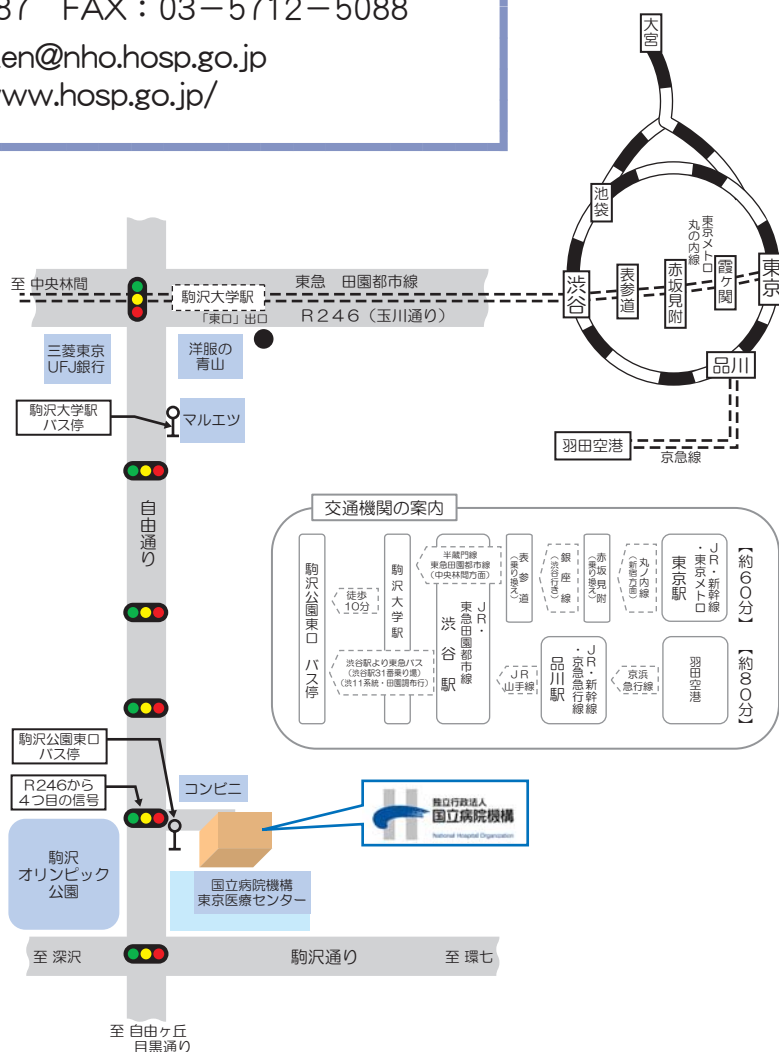 87　FAX：03－5712－5088
en@nho.hosp.go.jp
www.hosp.go.jp/
大宮
池袋
東京メトロ
丸の内線
渋谷
表参道
赤坂見附
霞ヶ関
東京
品川
羽田空港
京急線
至 中央林間
駒沢大学駅
東急　田園都市線
「東口」出口
R246（玉川通り）
三菱東京
UFJ銀行
洋服の
青山
駒沢大学駅
バス停
マルエツ
自由通り
交通機関の案内
駒沢公園東口　バス停
徒歩
10分
駒沢大学駅
半蔵門線
東急田園都市線
（中央林間方面）
JR・
東急田園都市線
渋谷駅
表参道
（乗り換え）
銀座線
（渋谷行き）
赤坂見附
（乗り換え）
丸ノ内線
（新宿方面）
JR・新幹線
・東京メトロ
東京駅
【約60分】
渋谷駅より東急バス
（渋谷駅31番乗り場）
（渋11系統・田園調布行）
JR
山手線
JR・新幹線
・京急急行線
品川駅
京浜
急行線
羽田空港
【約80分】
駒沢公園東口
バス停
R246から
4つ目の信号
コンビニ
独立行政法人
国立病院機構
National Hospital Organization
駒沢
オリンピック
公園
国立病院機構
東京医療センター
至 深沢
駒沢通り
至 環七
至 自由ヶ丘
目黒通り